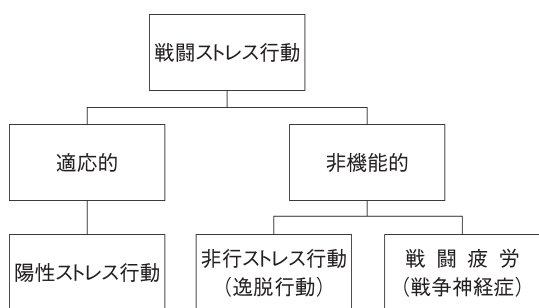 戦闘ストレス行動
適応的
非機能的
陽性ストレス行動
非行ストレス行動
(逸脱行動)
戦闘疲労
(戦争神経症)